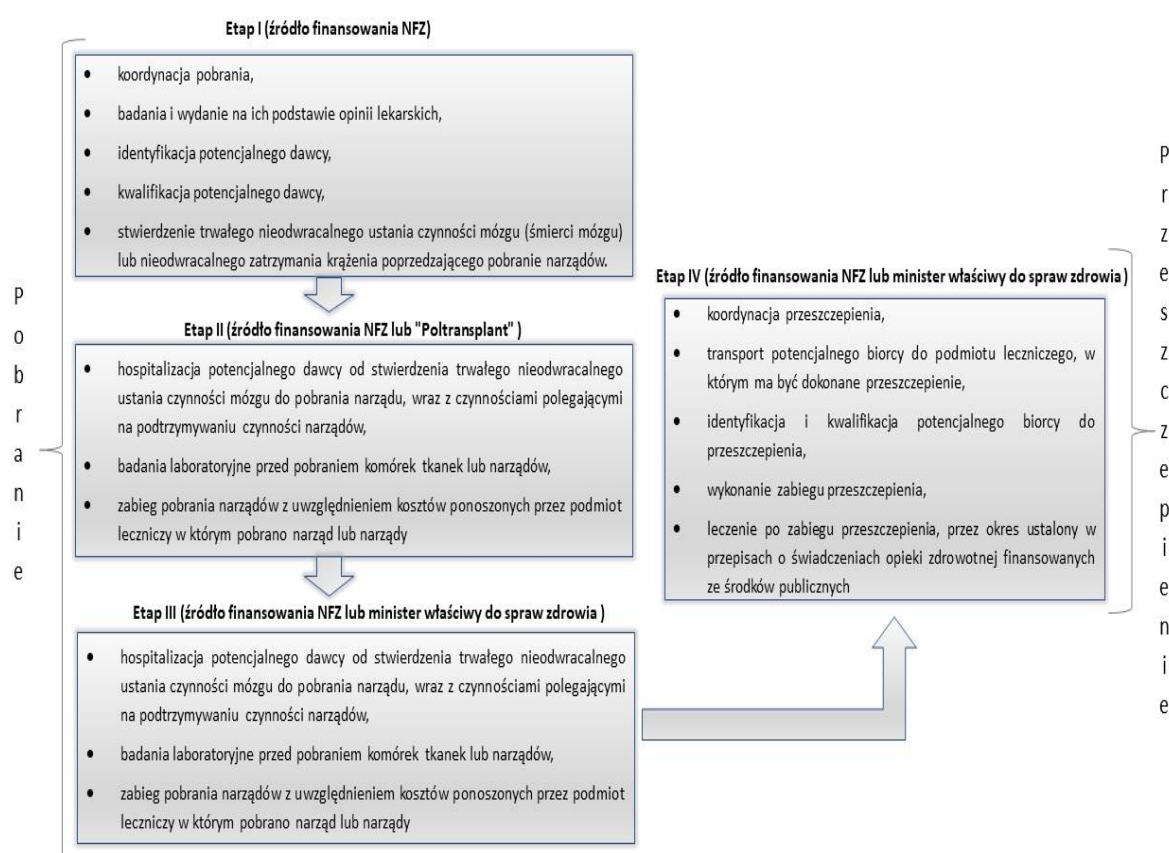 Etap I (źródło finansowania NFZ)
• koordynacja pobrania,
• badania i wydanie na ich podstawie opinii lekarskich,
• identyfikacja potencjalnego dawcy,
• kwalifikacja potencjalnego dawcy,
• stwierdzenie trwałego nieodwracalnego ustania czynności mózgu (śmierci mózgu)
lub nieodwracalnego zatrzymania krążenia poprzedzającego pobranie narządów.
Pobranie
Etap II (źródło finansowania NFZ lub "Poltransplant" )
• hospitalizacja potencjalnego dawcy od stwierdzenia trwałego nieodwracalnego
ustania czynności mózgu do pobrania narządu, wraz z czynnościami polegającymi
na podtrzymywaniu czynności narządów,
• badania laboratoryjne przed pobraniem komórek tkanek lub narządów,
• zabieg pobrania narządów z uwzględnieniem kosztów ponoszonych przez podmiot
leczniczy w którym pobrano narząd lub narządy
Etap III (źródło finansowania NFZ lub minister właściwy do spraw zdrowia )
• hospitalizacja potencjalnego dawcy od stwierdzenia trwałego nieodwracalnego
ustania czynności mózgu do pobrania narządu, wraz z czynnościami polegającymi
na podtrzymywaniu czynności narządów,
• badania laboratoryjne przed pobraniem komórek tkanek lub narządów,
• zabieg pobrania narządów z uwzględnieniem kosztów ponoszonych przez podmiot
leczniczy w którym pobrano narząd lub narządy
Etap IV (źródło finansowania NFZ lub minister właściwy do spraw zdrowia )
• koordynacja przeszczepienia,
• transport potencjalnego biorcy do podmiotu leczniczego, w
którym ma być dokonane przeszczepienie,
• identyfikacja i kwalifikacja potencjalnego biorcy do
przeszczepienia,
• wykonanie zabiegu przeszczepienia,
• leczenie po zabiegu przeszczepienia, przez okres ustalony w
przepisach o świadczeniach opieki zdrowotnej finansowanych
ze środków publicznych
Przeszczepienie